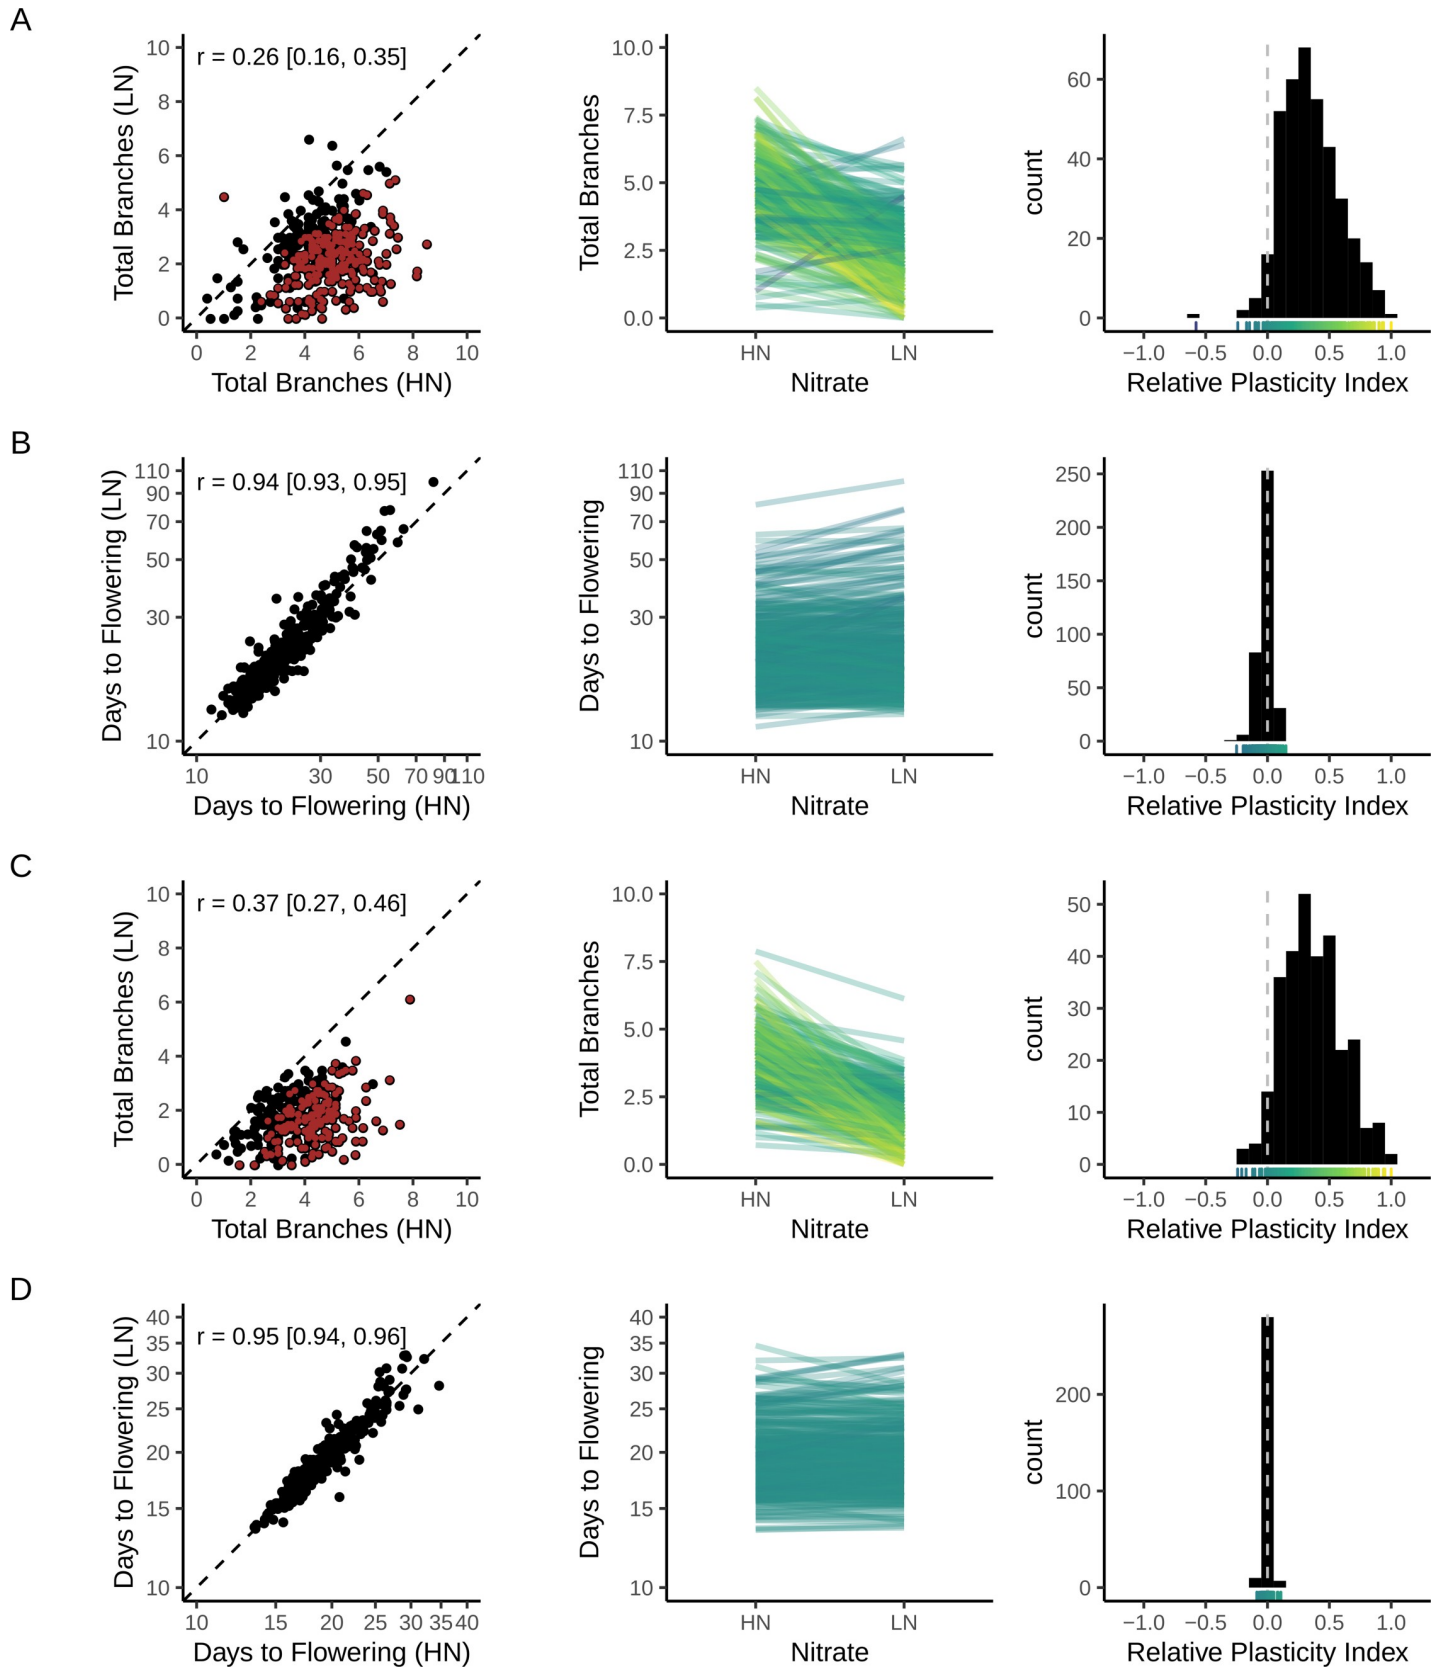 A
r = 0.26 [0.16, 0.35]
Total Branches (LN)
10
8
6
4
2
0
0 2 4 6 8 10
Total Branches (HN)
Total Branches
10.0
7.5
5.0
2.5
0.0
HN LN
Nitrate
count
60
40
20
0
−1.0 −0.5 0.0 0.5 1.0
Relative Plasticity Index
B
r = 0.94 [0.93, 0.95]
Days to Flowering (LN)
110
90
70
50
30
10
10 30 50 70 90 110
Days to Flowering (HN)
Days to Flowering
110
90
70
50
30
10
HN LN
Nitrate
count
250
200
150
100
50
0
−1.0 −0.5 0.0 0.5 1.0
Relative Plasticity Index
C
r = 0.37 [0.27, 0.46]
Total Branches (LN)
10
8
6
4
2
0
0 2 4 6 8 10
Total Branches (HN)
Total Branches
10.0
7.5
5.0
2.5
0.0
HN LN
Nitrate
count
50
40
30
20
10
0
−1.0 −0.5 0.0 0.5 1.0
Relative Plasticity Index
D
r = 0.95 [0.94, 0.96]
Days to Flowering (LN)
40
35
30
25
20
15
10
10 15 20 25 30 35 40
Days to Flowering (HN)
Days to Flowering
40
35
30
25
20
15
10
HN LN
Nitrate
count
200
100
0
−1.0 −0.5 0.0 0.5 1.0
Relative Plasticity Index